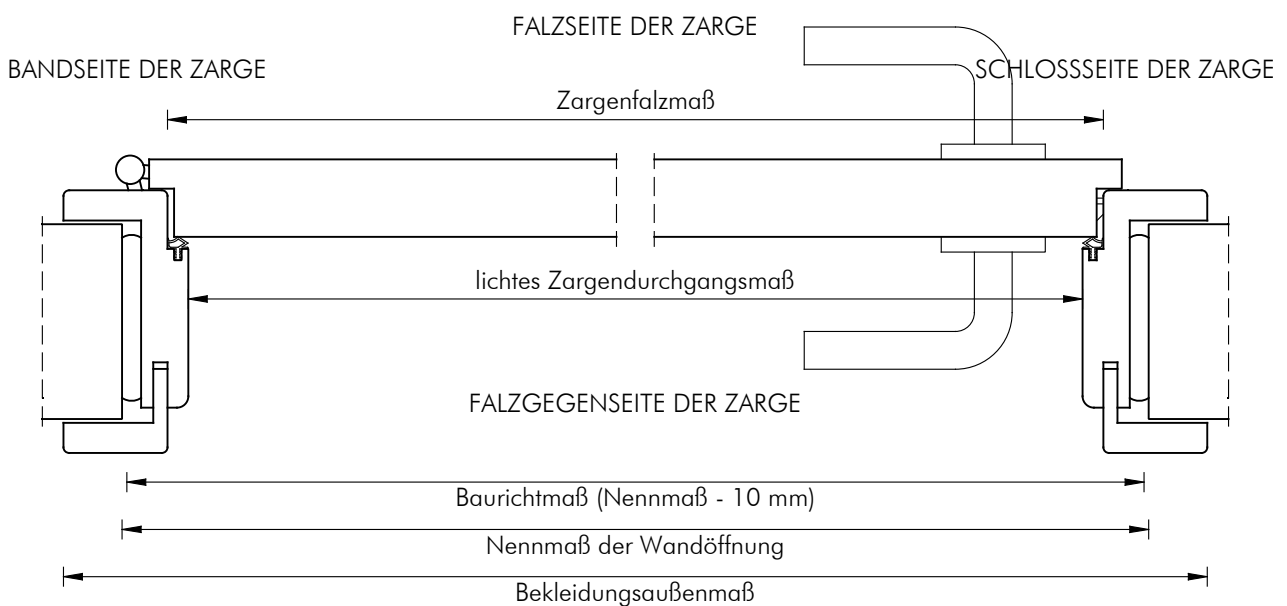 FALZSEITE DER ZARGE
BANDSEITE DER ZARGE
SCHLOSSSEITE DER ZARGE
Zargenfalzmaß
lichtes Zargendurchgangsmaß
FALZGEGENSEITE DER ZARGE
Baurichtmaß (Nennmaß - 10 mm)
Nennmaß der Wandöffnung
Bekleidungsaußenmaß